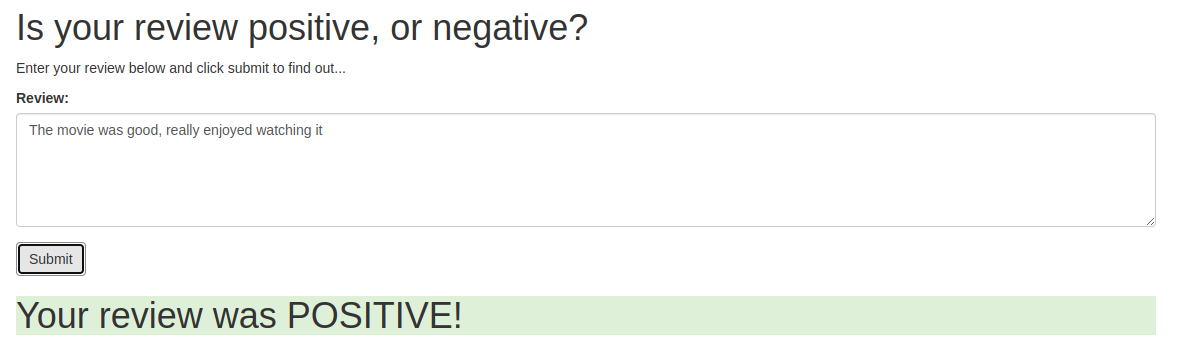 Is your review positive, or negative?
Enter your review below and click submit to find out...
Review:
The movie was good, really enjoyed watching it
Submit
Your review was POSITIVE!